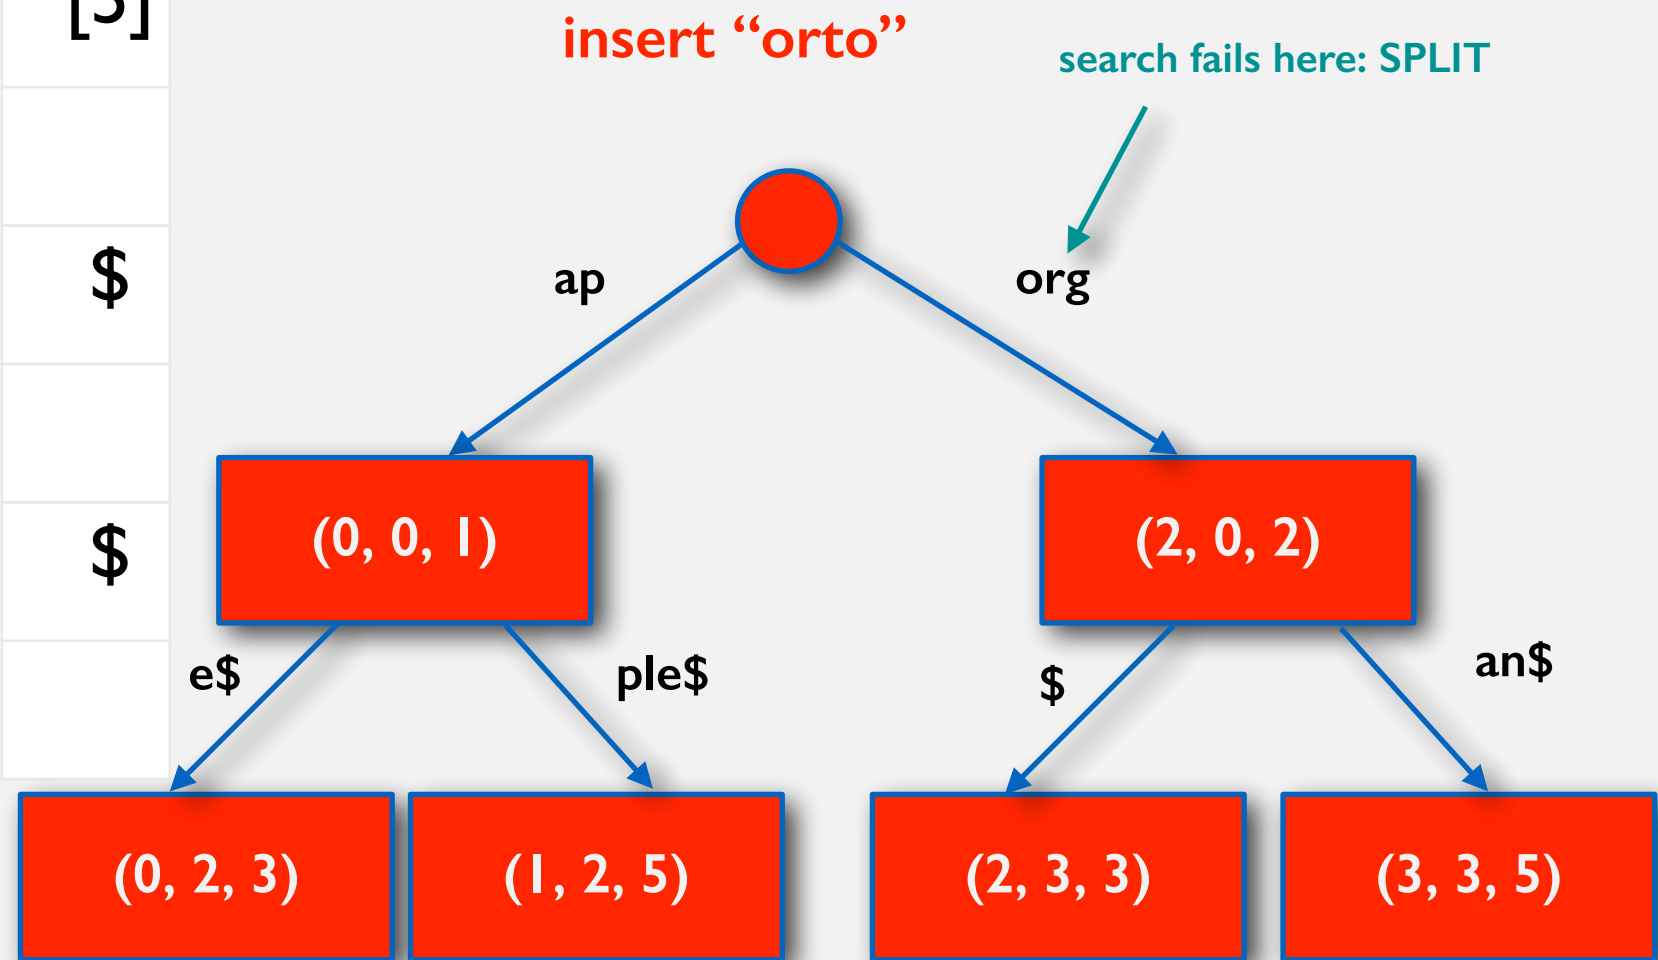 [5]
insert “orto”
search fails here: SPLIT
$
ap
org
(0, 0, 1)
(2, 0, 2)
$
e$
ple$
$
an$
(0, 2, 3)
(1, 2, 5)
(2, 3, 3)
(3, 3, 5)